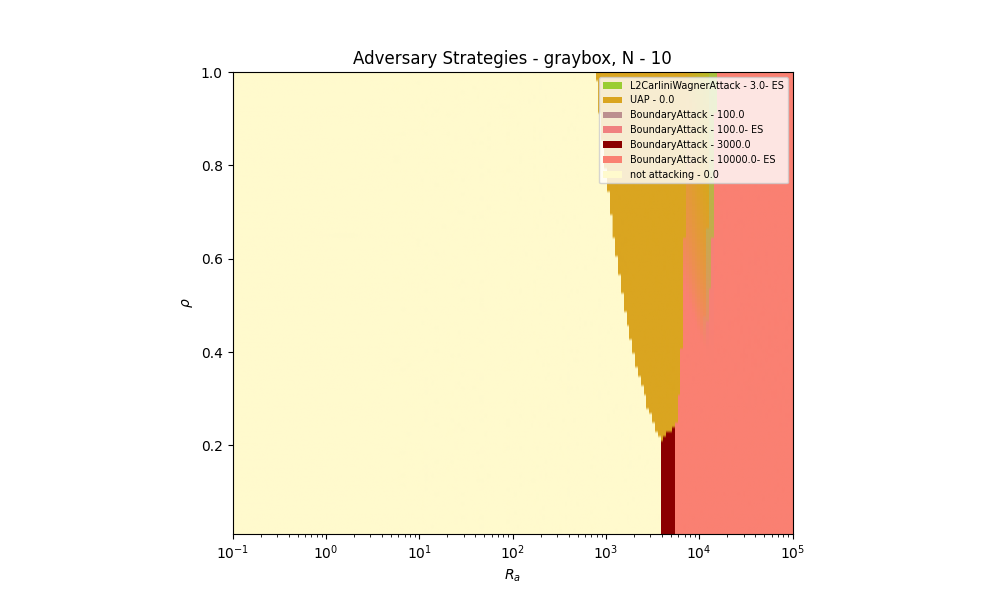 Adversary Strategies - graybox, N - 10
1.0
0.8
0.6
0.4
0.2
ρ
L2CarliniWagnerAttack - 3.0- ES
UAP - 0.0
BoundaryAttack - 100.0
BoundaryAttack - 100.0- ES
BoundaryAttack - 3000.0
BoundaryAttack - 10000.0- ES
not attacking - 0.0
10⁻¹ 10⁰ 10¹ 10² 10³ 10⁴ 10⁵
Rₐ